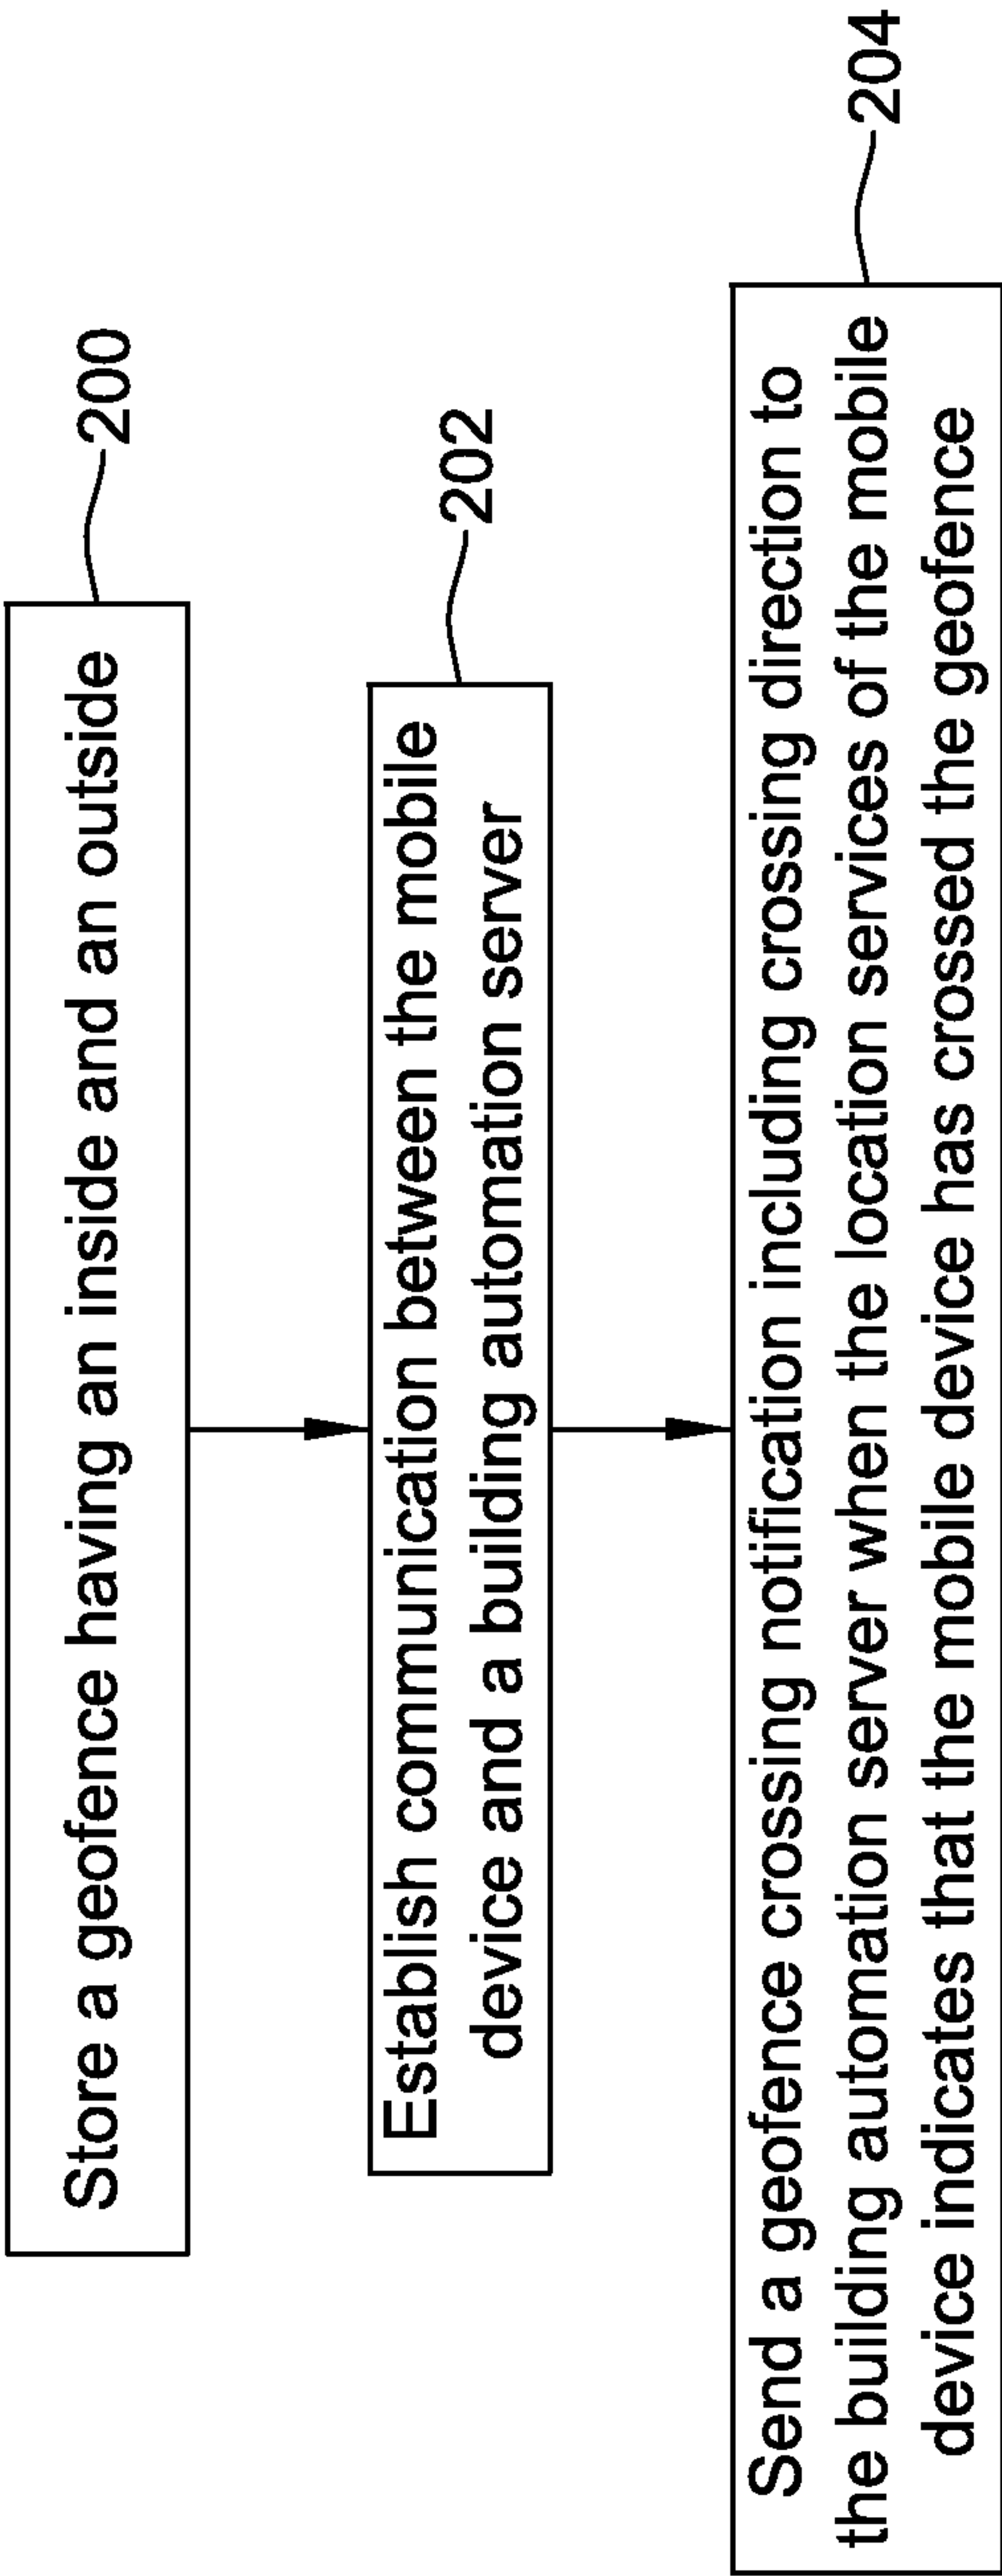 Store a geofence having an inside and an outside
200
Establish communication between the mobile
device and a building automation server
202
Send a geofence crossing notification including crossing direction to
the building automation server when the location services of the mobile
device indicates that the mobile device has crossed the geofence
204